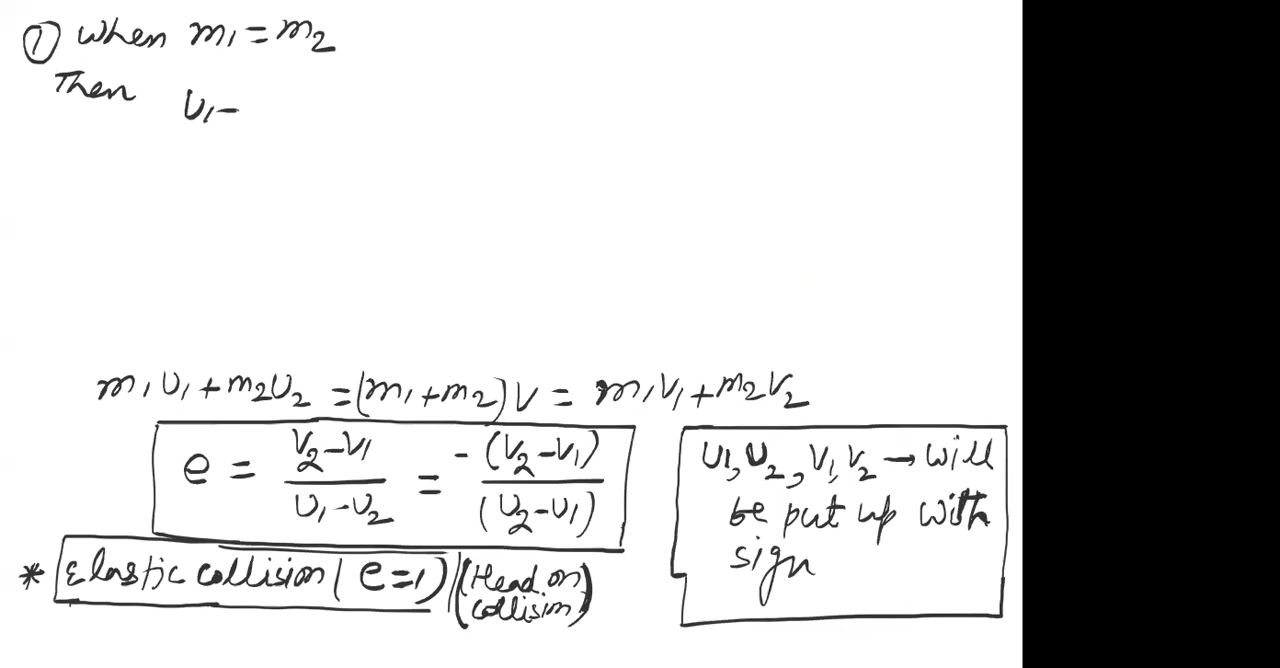 ① When m1 = m2
Then U1 -
m1U1 + m2U2 = (m1 + m2) V = m1V1 + m2V2
e = V2 - V1 / U1 - U2 = - (V2 - V1) / (U2 - U1)
U1, U2, V1, V2 → will
be put up with
sign
* Elastic collision ( e = 1) (Head on
collision)